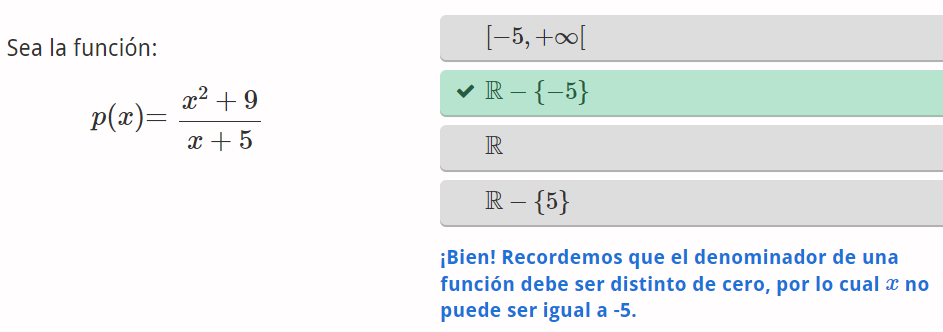 Sea la función:
p(x)= x² + 9 / x + 5
[−5, +∞[
✔ ℝ − {−5}
ℝ
ℝ − {5}
¡Bien! Recordemos que el denominador de una
función debe ser distinto de cero, por lo cual x no
puede ser igual a -5.